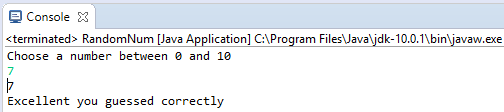 Console
<terminated> RandomNum [Java Application] C:\Program Files\Java\jdk-10.0.1\bin\javaw.exe
Choose a number between 0 and 10
7
7
Excellent you guessed correctly